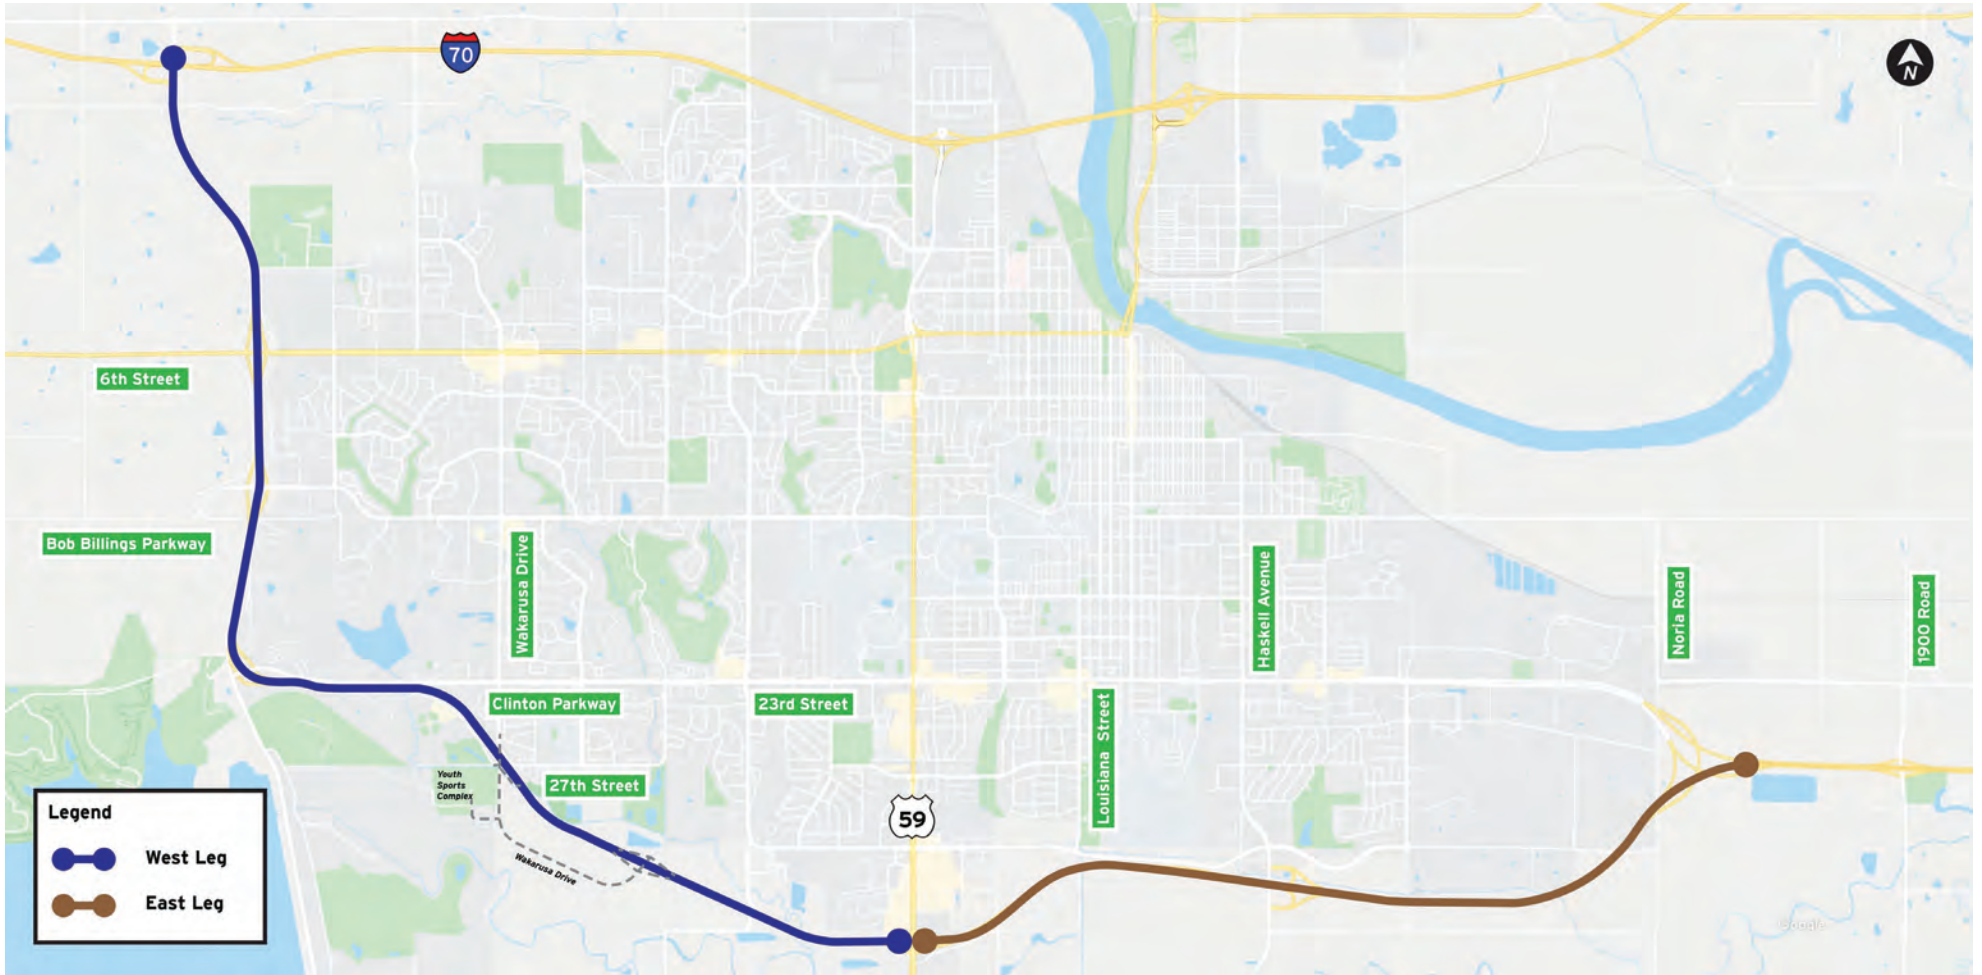 70
N
6th Street
Bob Billings Parkway
Wakarusa Drive
Haskell Avenue
Noria Road
1900 Road
Clinton Parkway
23rd Street
Louisiana Street
Youth
Sports
Complex
27th Street
59
Wakarusa Drive
Legend
West Leg
East Leg
Google